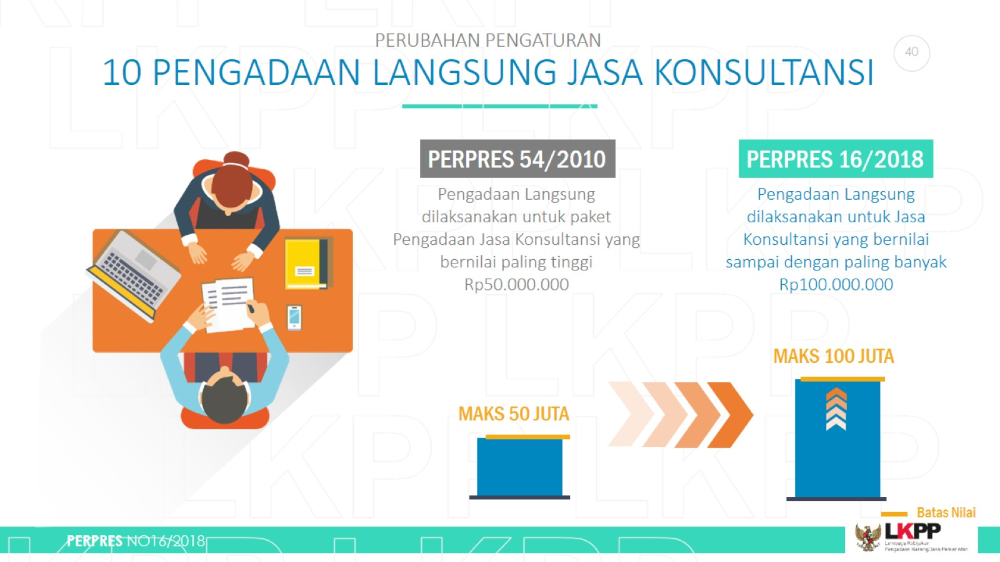 PERUBAHAN PENGATURAN
10 PENGADAAN LANGSUNG JASA KONSULTANSI
40
PERPRES 54/2010
Pengadaan Langsung
dilaksanakan untuk paket
Pengadaan Jasa Konsultansi yang
bernilai paling tinggi
Rp50.000.000
PERPRES 16/2018
Pengadaan Langsung
dilaksanakan untuk Jasa
Konsultansi yang bernilai
sampai dengan paling banyak
Rp100.000.000
MAKS 50 JUTA
MAKS 100 JUTA
Batas Nilai
PERPRES NO16/2018
LKPP
Lembaga Kebijakan
Pengadaan Barang/Jasa Pemerintah